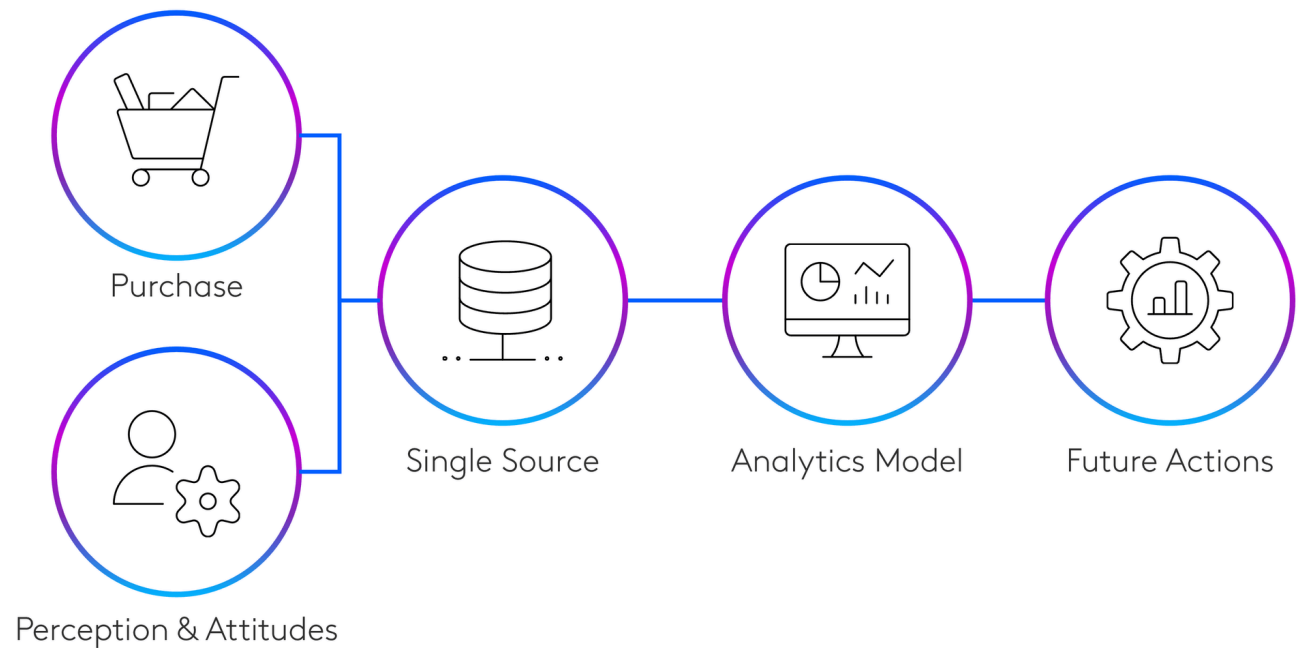 Purchase
Perception & Attitudes
Single Source
Analytics Model
Future Actions